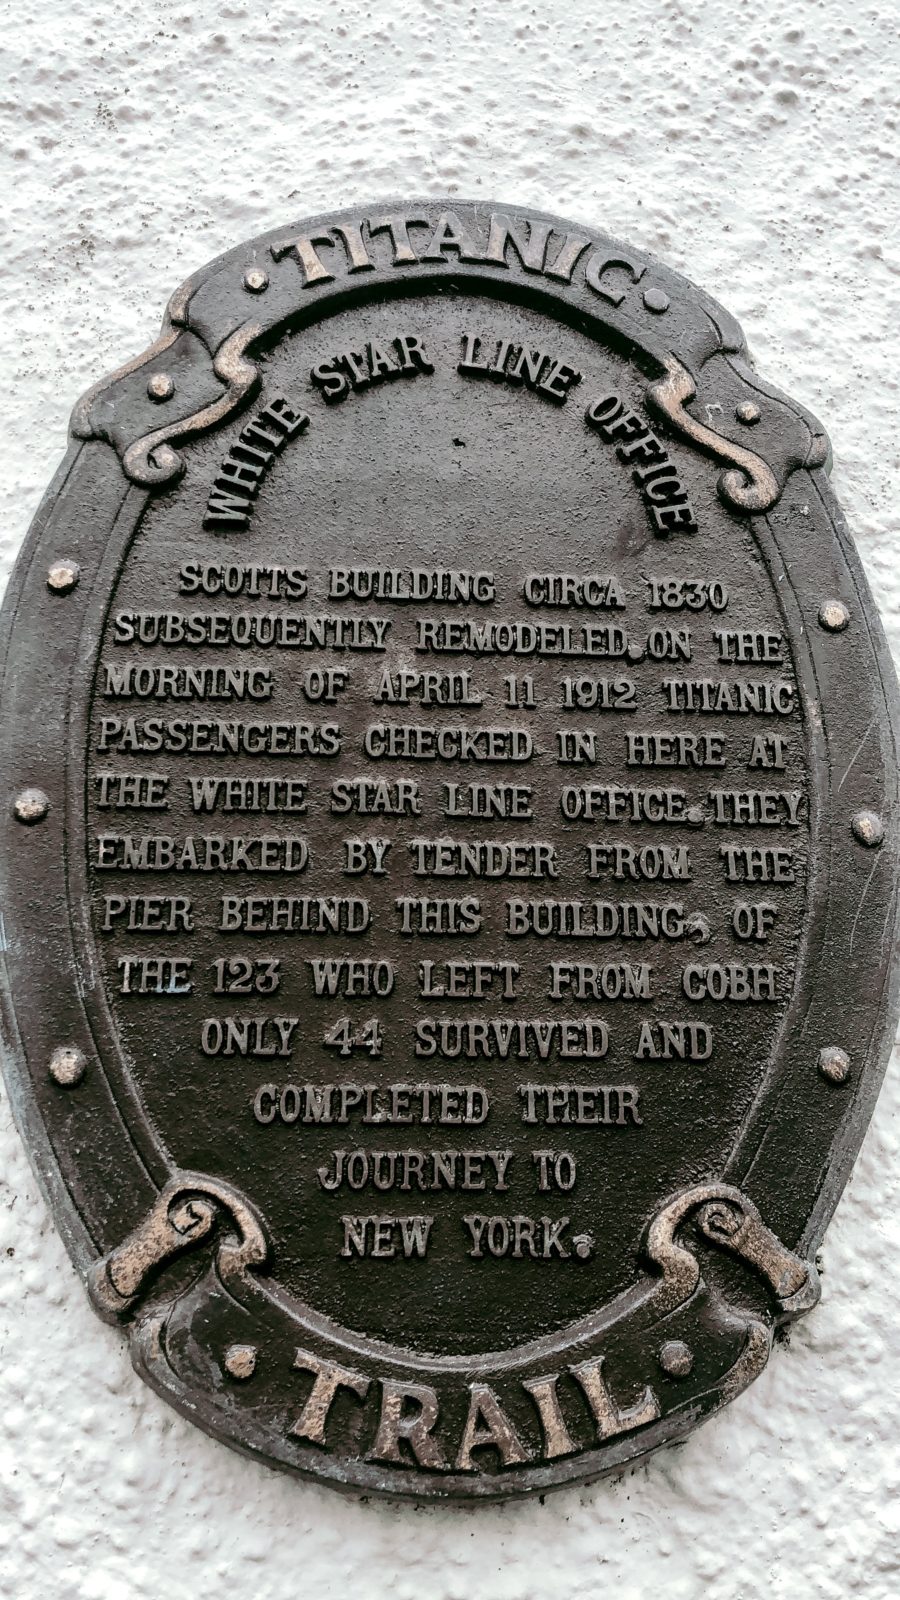 TITANIC
WHITE STAR LINE OFFICE
SCOTTS BUILDING CIRCA 1830
SUBSEQUENTLY REMODELED. ON THE
MORNING OF APRIL 11 1912 TITANIC
PASSENGERS CHECKED IN HERE AT
THE WHITE STAR LINE OFFICE. THEY
EMBARKED BY TENDER FROM THE
PIER BEHIND THIS BUILDING. OF
THE 123 WHO LEFT FROM COBH
ONLY 44 SURVIVED AND
COMPLETED THEIR
JOURNEY TO
NEW YORK.
TRAIL